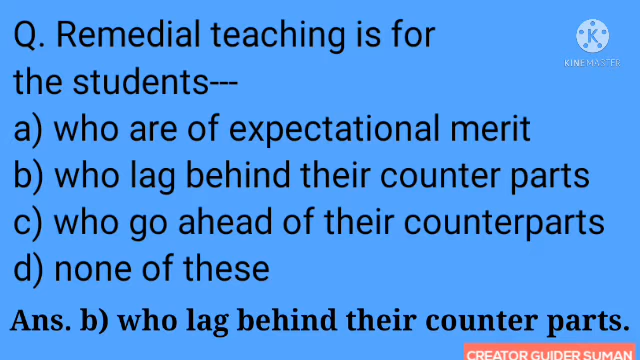 Q. Remedial teaching is for
KINEMASTER
the students---
a) who are of expectational merit
b) who lag behind their counter parts
c) who go ahead of their counterparts
d) none of these
Ans. b) who lag behind their counter parts.
CREATOR GUIDER SUMAN